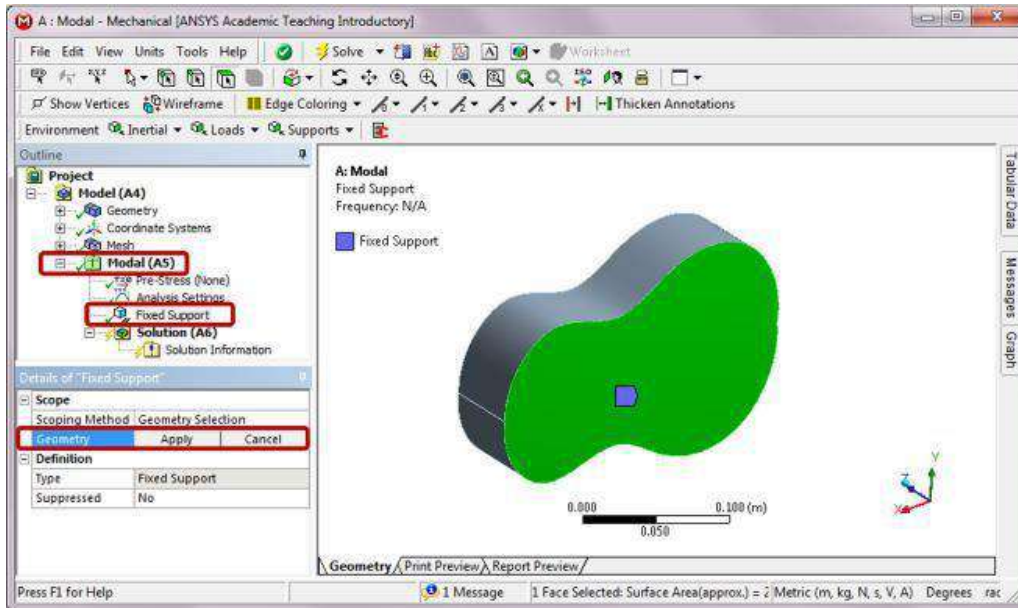 A : Modal - Mechanical [ANSYS Academic Teaching Introductory]
File Edit View Units Tools Help Solve Worksheet
Show Vertices Wireframe Edge Coloring Thicken Annotations
Environment Inertial Loads Supports
Outline
Project
Model (A4)
Geometry
Coordinate Systems
Mesh
Modal (A5)
Pre-Stress (None)
Analysis Settings
Fixed Support
Solution (A6)
Solution Information
Details of "Fixed Support"
Scope
Scoping Method Geometry Selection
Geometry Apply Cancel
Definition
Type Fixed Support
Suppressed No
A: Modal
Fixed Support
Frequency: N/A
Fixed Support
0.000 0.100 (m)
0.050
Y
Z
X
Geometry Print Preview Report Preview
Tabular Data
Messages
Graph
Press F1 for Help 1 Message 1 Face Selected: Surface Area(approx.) = Metric (m, kg, N, s, V, A) Degrees rac